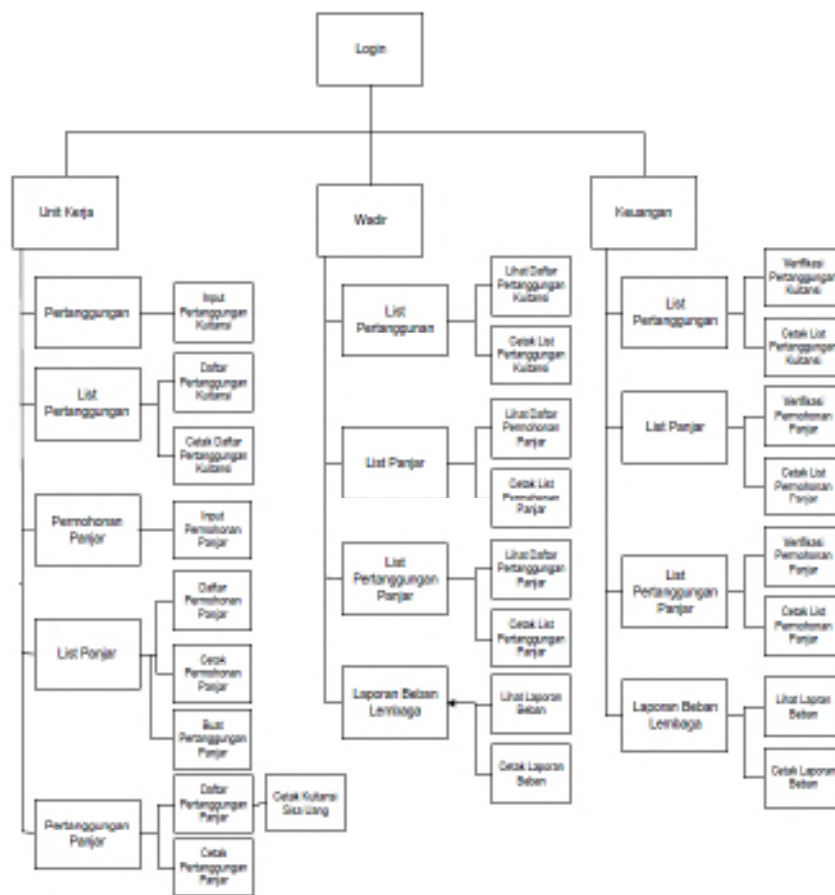 Login
Unit Kerja
Pertanggungan
Input
Pertanggungan
Kuitansi
List
Pertanggungan
Daftar
Pertanggungan
Kuitansi
Cetak Daftar
Pertanggungan
Kuitansi
Permohonan
Panjar
Input
Permohonan
Panjar
List Panjar
Daftar
Permohonan
Panjar
Cetak
Permohonan
Panjar
Buat
Pertanggungan
Panjar
Pertanggungan
Panjar
Daftar
Pertanggungan
Panjar
Cetak Kuitansi
Sisa Uang
Cetak
Pertanggungan
Panjar
Wadir
List
Pertanggunan
Lihat Daftar
Pertanggungan
Kuitansi
Cetak List
Pertanggungan
Kuitansi
List Panjar
Lihat Daftar
Permohonan
Panjar
Cetak List
Permohonan
Panjar
List
Pertanggungan
Panjar
Lihat Daftar
Pertanggungan
Panjar
Cetak List
Pertanggungan
Panjar
Laporan Beban
Lembaga
Lihat Laporan
Beban
Cetak Laporan
Beban
Keuangan
List
Pertanggungan
Verifikasi
Pertanggungan
Kuitansi
Cetak List
Pertanggungan
Kuitansi
List Panjar
Verifikasi
Permohonan
Panjar
Cetak List
Permohonan
Panjar
List
Pertanggungan
Panjar
Verifikasi
Permohonan
Panjar
Cetak List
Permohonan
Panjar
Laporan Beban
Lembaga
Lihat Lapran
Beban
Cetak Laporan
Beban